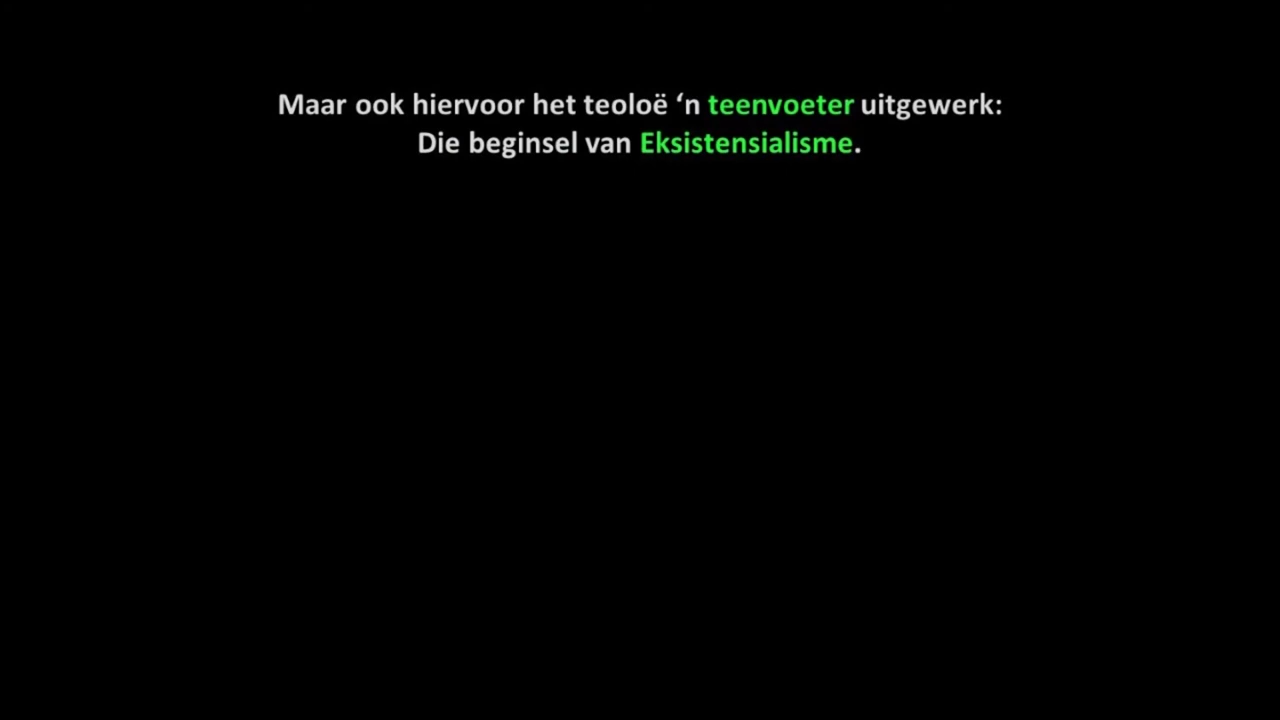 Maar ook hiervoor het teoloë ‘n teenvoeter uitgewerk:
Die beginsel van Eksistensialisme.